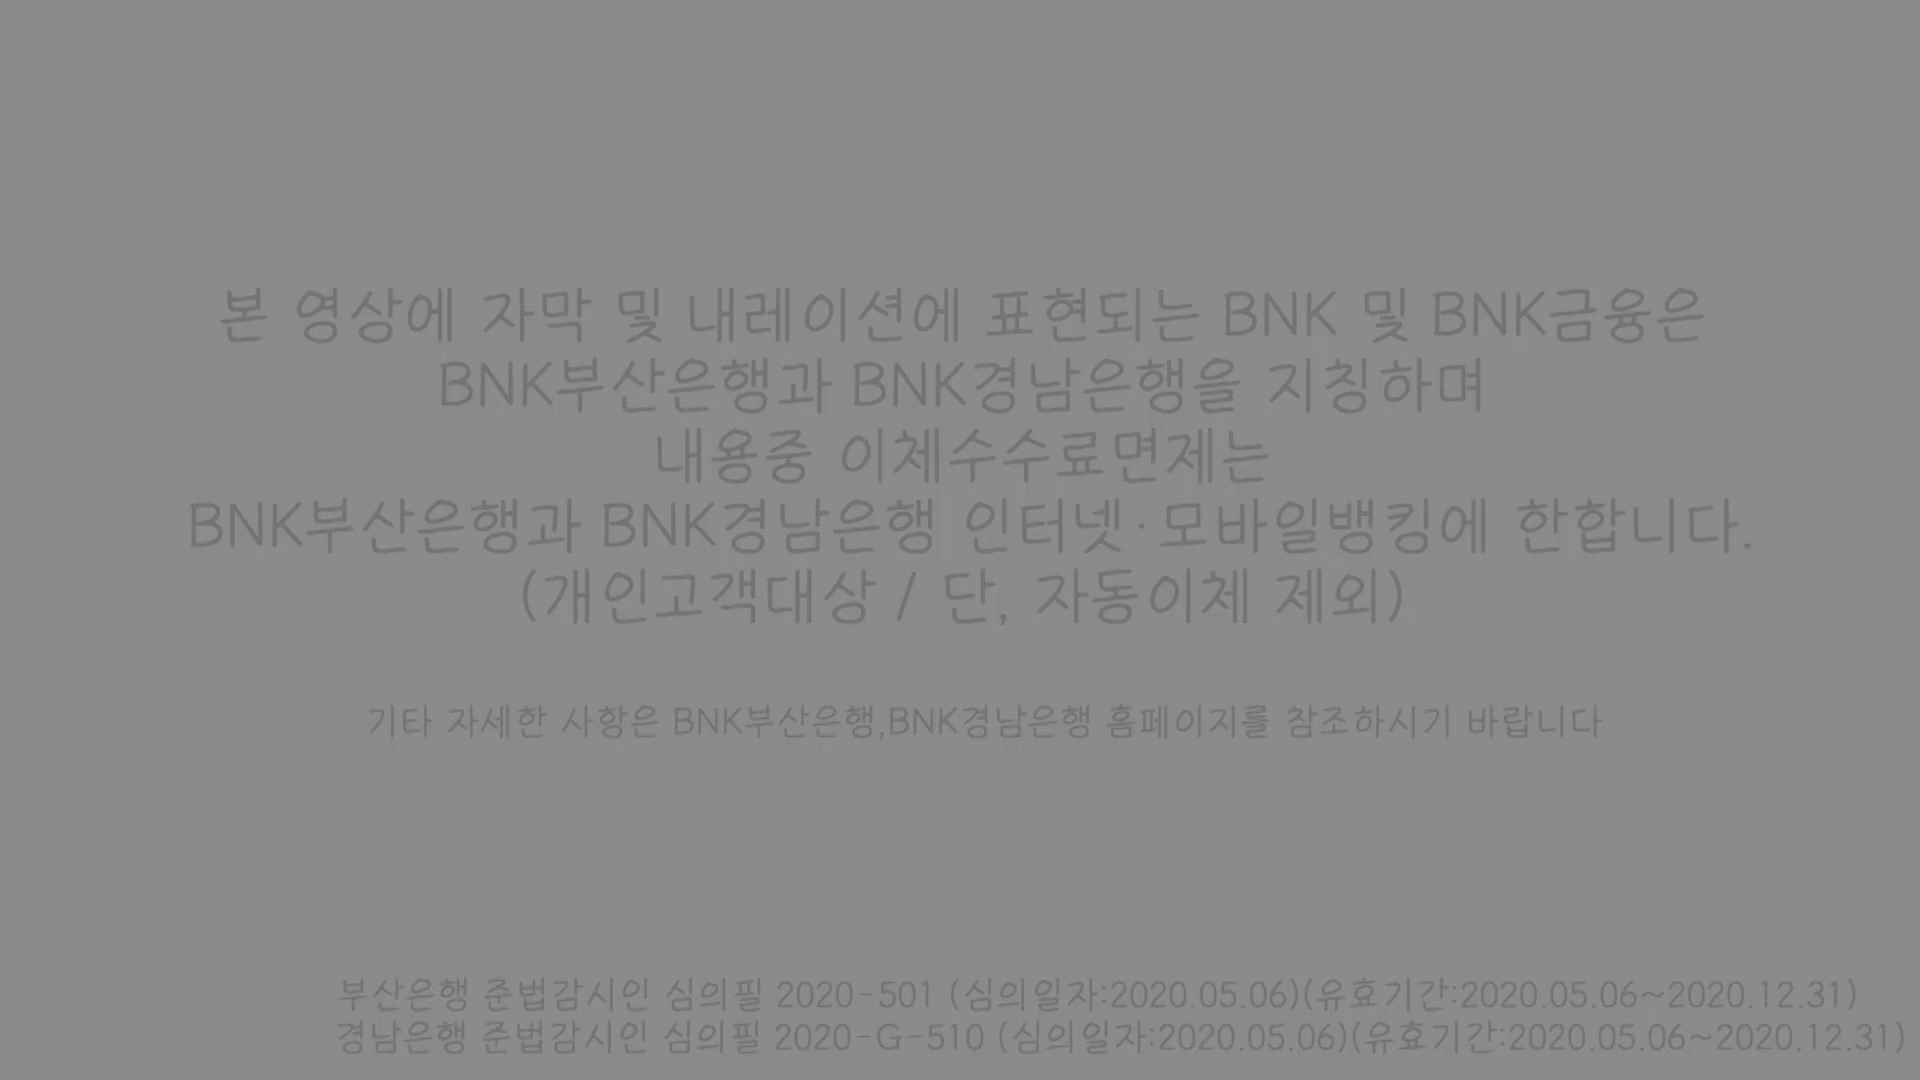 본 영상에 자막 및 내레이션에 표현되는 BNK 및 BNK금융은
BNK부산은행과 BNK경남은행을 지칭하며
내용중 이체수수료면제는
BNK부산은행과 BNK경남은행 인터넷·모바일뱅킹에 한합니다.
(개인고객대상 / 단, 자동이체 제외)
기타 자세한 사항은 BNK부산은행,BNK경남은행 홈페이지를 참조하시기 바랍니다
부산은행 준법감시인 심의필 2020-501 (심의일자:2020.05.06)(유효기간:2020.05.06~2020.12.31)
경남은행 준법감시인 심의필 2020-G-510 (심의일자:2020.05.06)(유효기간:2020.05.06~2020.12.31)